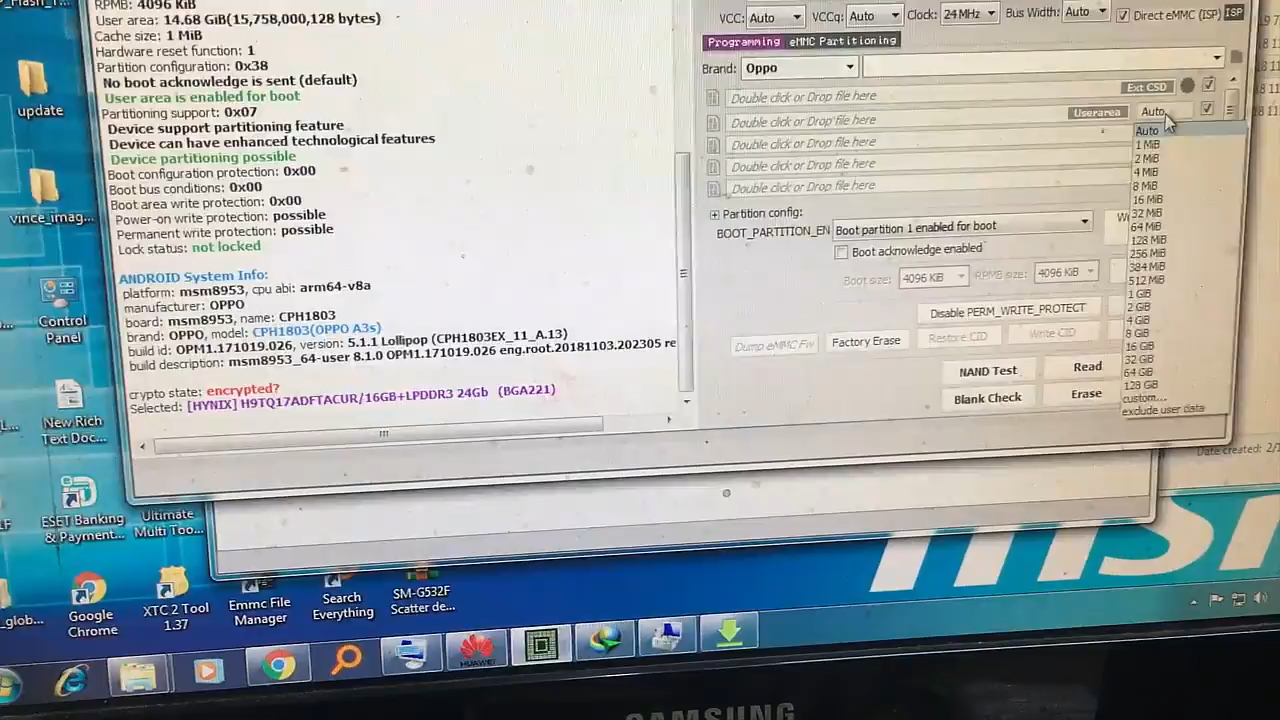 RPMB: 4096 KiB
User area: 14.68 GiB(15,758,000,128 bytes)
Cache size: 1 MiB
Hardware reset function: 1
Partition configuration: 0x38
No boot acknowledge is sent (default)
User area is enabled for boot
Partitioning support: 0x07
Device support partitioning feature
Device can have enhanced technological features
Device partitioning possible
Boot configuration protection: 0x00
Boot bus conditions: 0x00
Boot area write protection: 0x00
Power-on write protection: possible
Permanent write protection: possible
Lock status: not locked
ANDROID System Info:
platform: msm8953, cpu abi: arm64-v8a
manufacturer: OPPO
board: msm8953, name: CPH1803
brand: OPPO, model: CPH1803(OPPO A3s)
build id: OPM1.171019.026, version: 5.1.1 Lollipop (CPH1803EX_11_A.13)
build description: msm8953_64-user 8.1.0 OPM1.171019.026 eng.root.20181103.202305 re
crypto state: encrypted?
Selected: [HYNIX] H9TQ17ADFTACUR/16GB+LPDDR3 24Gb (BGA221)
VCC: Auto VCCq: Auto Clock: 24 MHz Bus Width: Auto Direct eMMC (ISP) ISP
Programming eMMC Partitioning
Brand: Oppo
Double click or Drop file here Ext CSD
Double click or Drop file here Userarea Auto
Double click or Drop file here
Double click or Drop file here
Double click or Drop file here
Auto
1 MiB
2 MiB
4 MiB
8 MiB
16 MiB
32 MiB
64 MiB
128 MiB
256 MiB
384 MiB
512 MiB
1 GiB
2 GiB
4 GiB
8 GiB
16 GiB
32 GiB
64 GiB
128 GiB
custom...
exclude user data
Partition config:
BOOT_PARTITION_EN Boot partition 1 enabled for boot
Boot acknowledge enabled
Boot size: 4096 KiB RPMB size: 4096 KiB
Disable PERM_WRITE_PROTECT
Dump eMMC Fw Factory Erase Restore CID Write CID
NAND Test Read
Blank Check Erase
Date created: 2/1
update
vince_imag...
Control
Panel
New Rich
Text Doc...
ESET Banking
& Payment...
Ultimate
Multi Too...
Google
Chrome
XTC 2 Tool
1.37
Emmc File
Manager
Search
Everything
SM-G532F
Scatter de...
_glob...
msi
HUAWEI
SAMSUNG